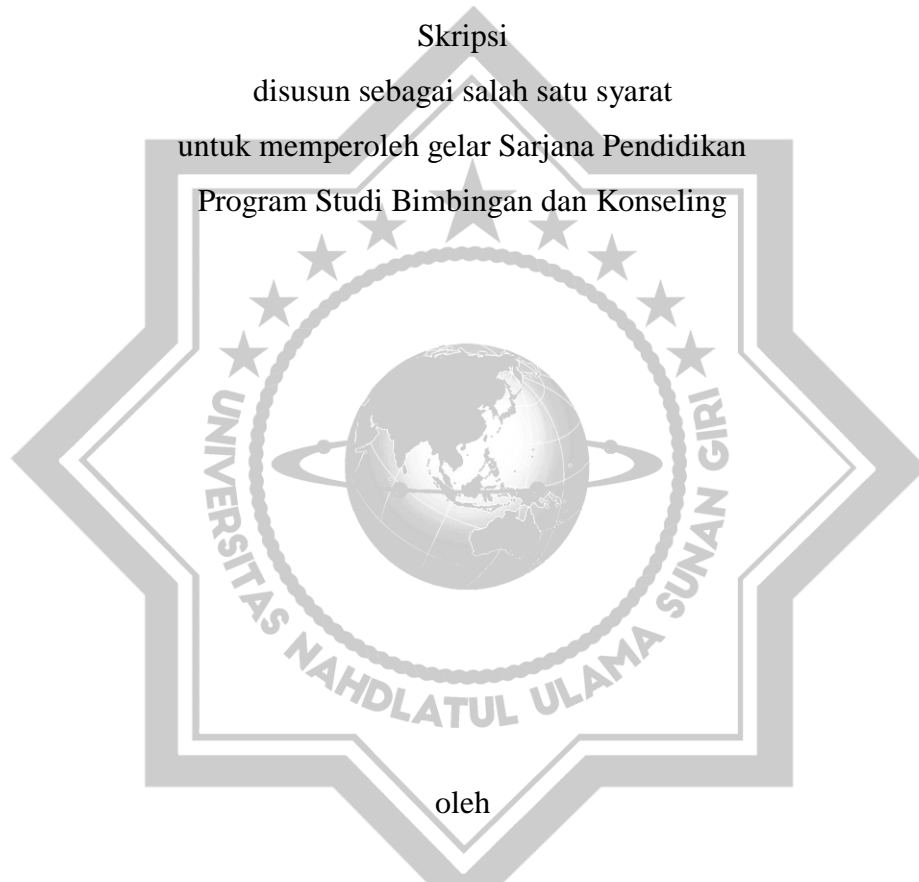 Skripsi
disusun sebagai salah satu syarat
untuk memperoleh gelar Sarjana Pendidikan
Program Studi Bimbingan dan Konseling
UNIVERSITAS NAHDLATUL ULAMA SUNAN GIRI
oleh